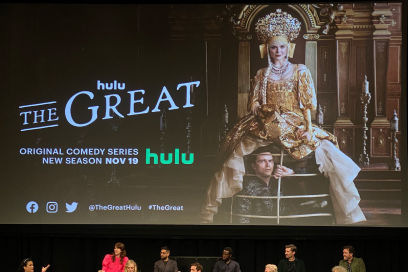 hulu
THE GREAT
ORIGINAL COMEDY SERIES
NEW SEASON NOV 19 hulu
@TheGreatHulu #TheGreat